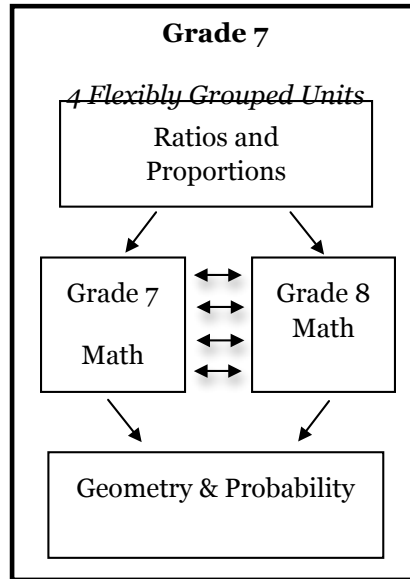 Grade 7
4 Flexibly Grouped Units
Ratios and
Proportions
Grade 7
Math
Grade 8
Math
Geometry & Probability